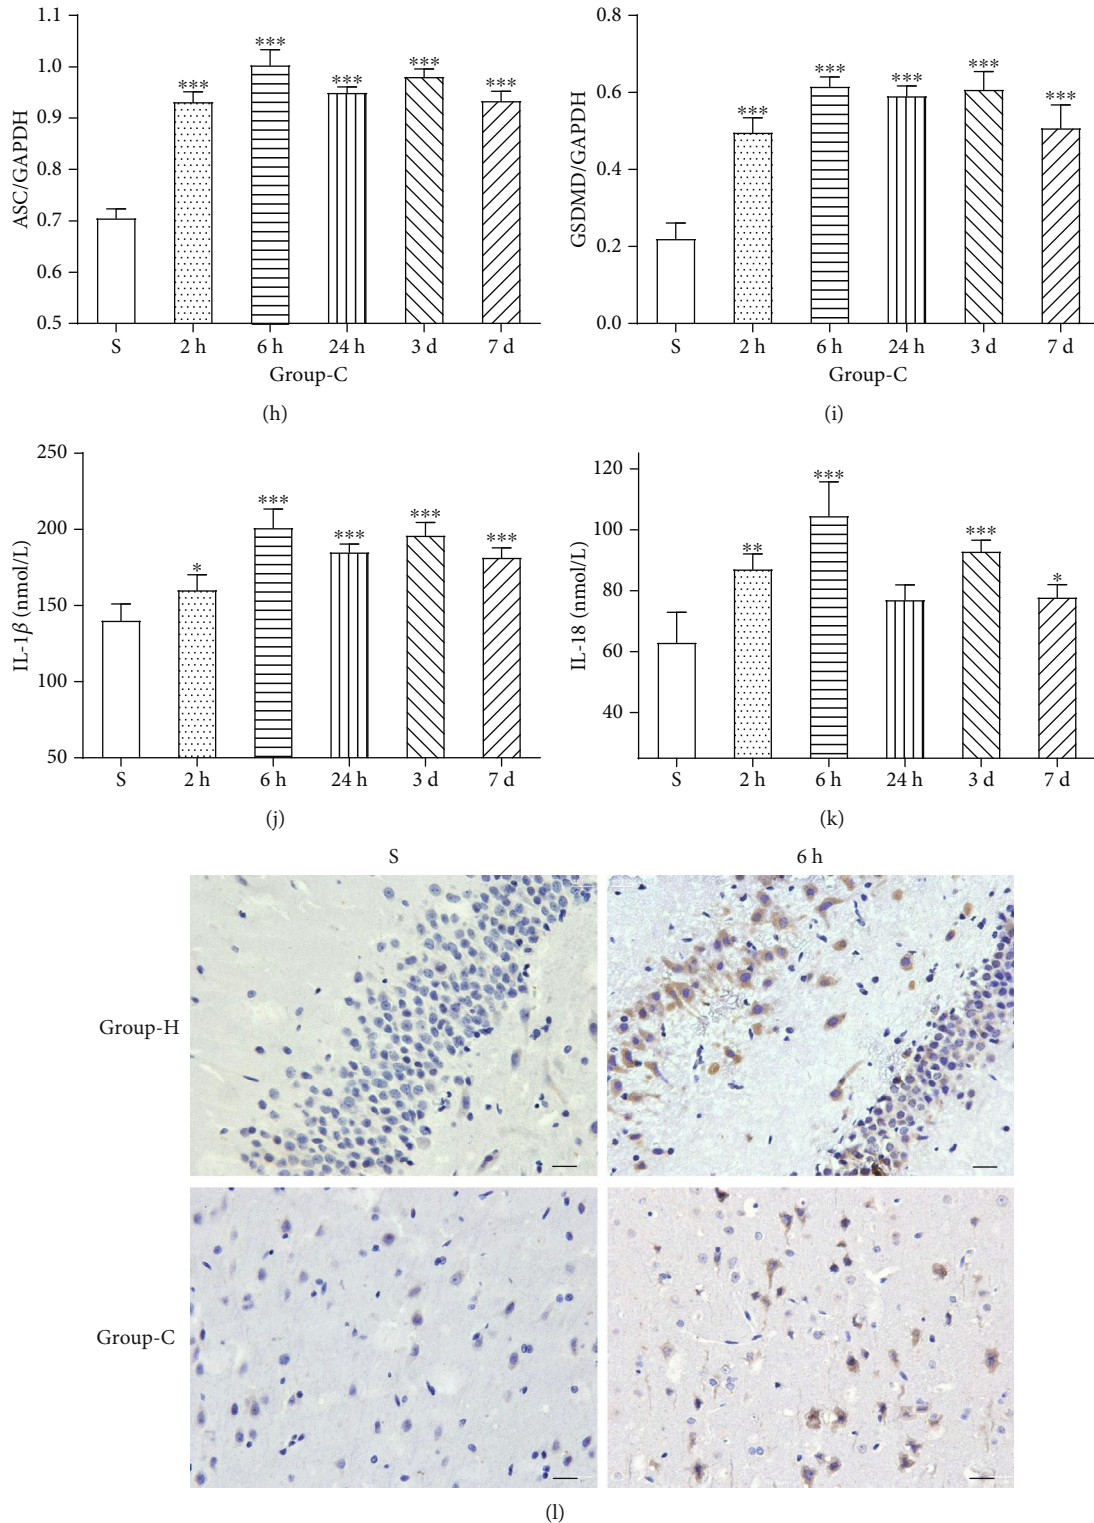 ASC/GAPDH
1.1
1.0
0.9
0.8
0.7
0.6
0.5
***
***
***
***
***
S 2 h 6 h 24 h 3 d 7 d
Group-C
(h)
GSDMD/GAPDH
0.8
0.6
0.4
0.2
0.0
***
***
***
***
***
S 2 h 6 h 24 h 3 d 7 d
Group-C
(i)
IL-1β (nmol/L)
250
200
150
100
50
*
***
***
***
***
S 2 h 6 h 24 h 3 d 7 d
(j)
IL-18 (nmol/L)
120
100
80
60
40
**
***
***
*
S 2 h 6 h 24 h 3 d 7 d
(k)
S 6 h
Group-H
Group-C
(l)